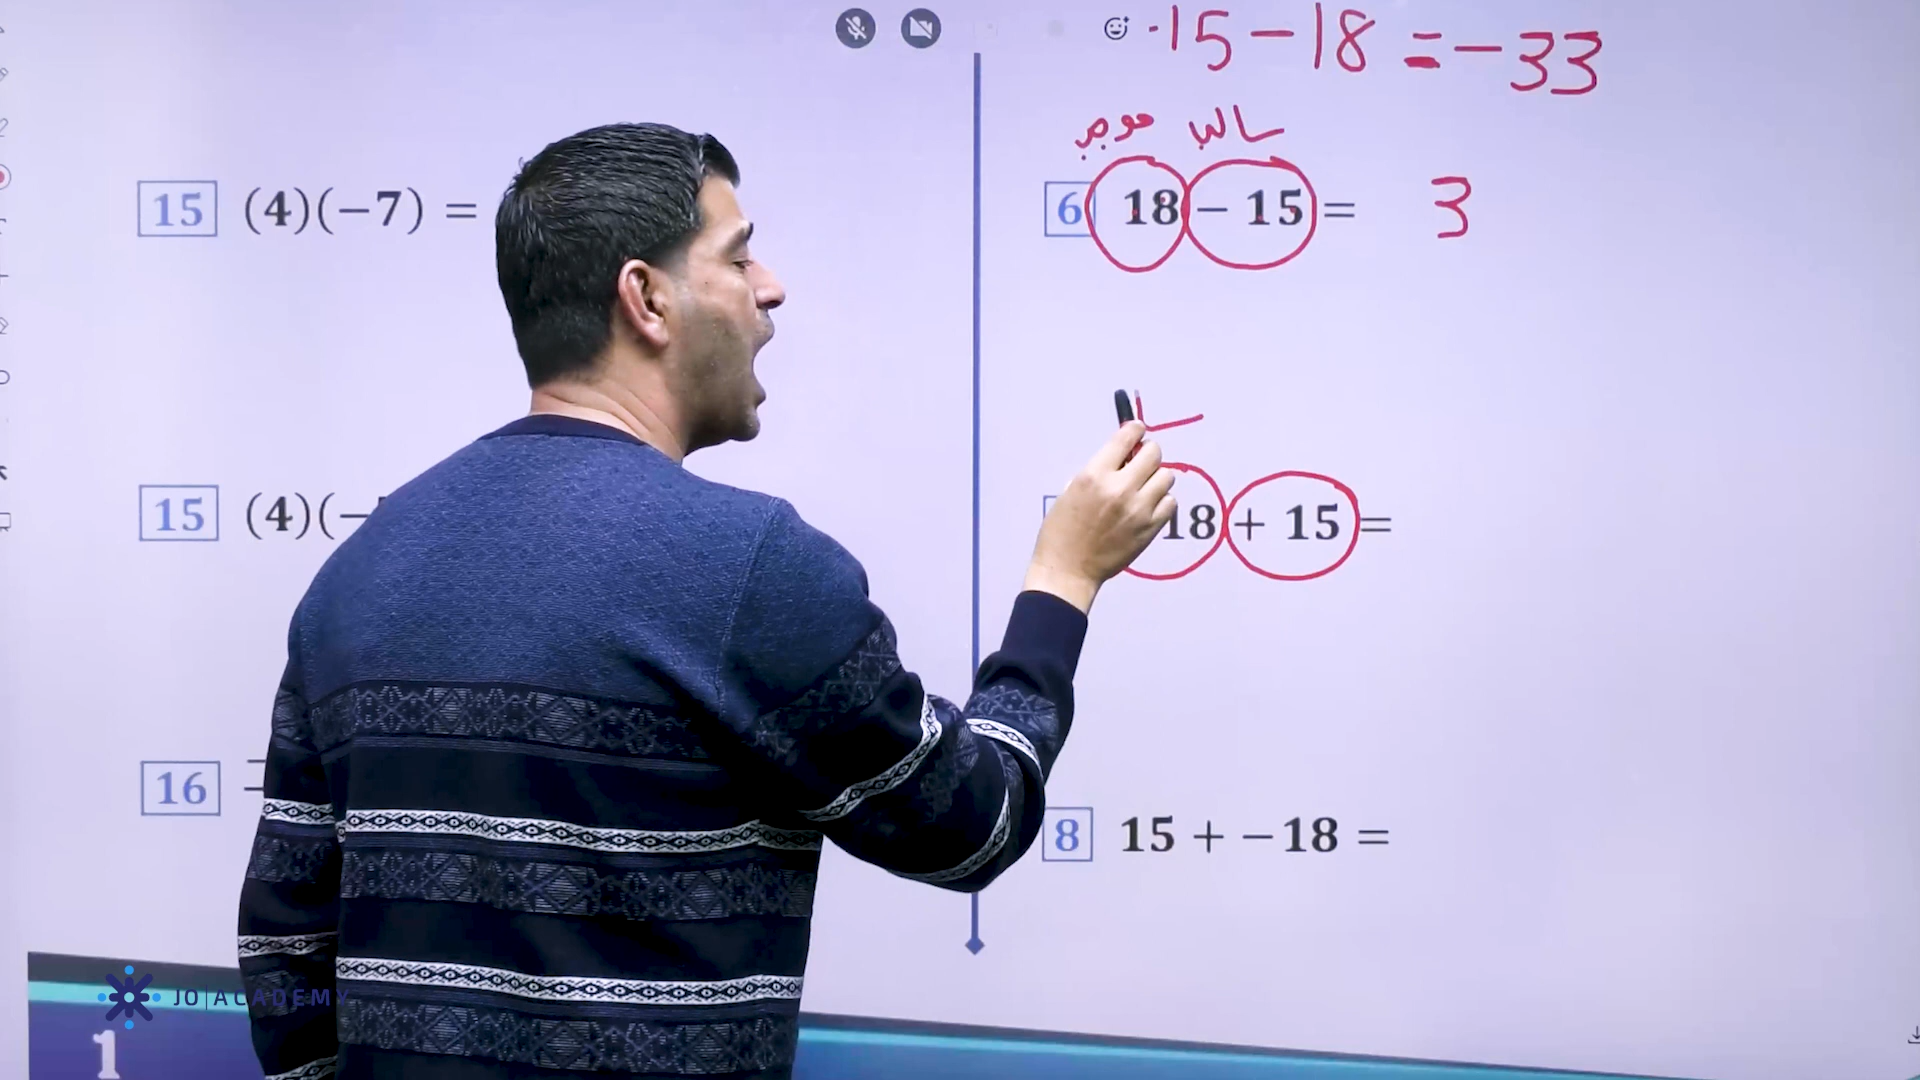 -15 - 18 = -33
موجب سالب
15 (4)(−7) =
6 18 − 15 = 3
15 (4)(−
18 + 15 =
16
8 15 + −18 =
JO ACADEMY
1